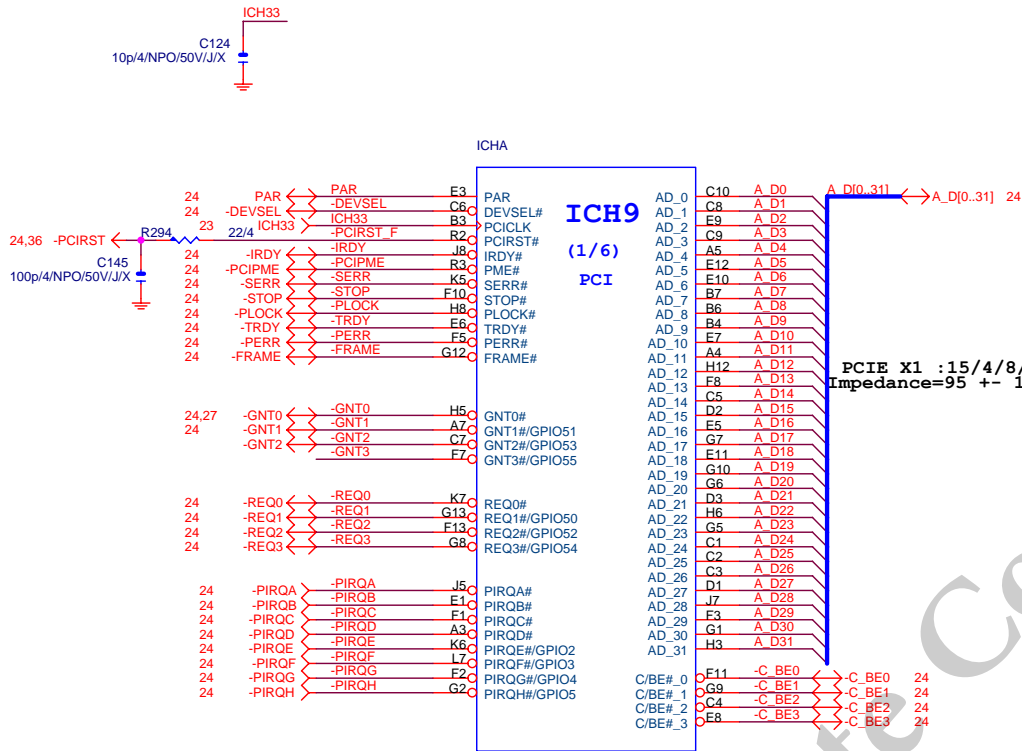 ICH33
C124
10p/4/NPO/50V/J/X
ICHA
ICH9
(1/6)
PCI
24 PAR PAR E3 PAR
24 -DEVSEL -DEVSEL C6 DEVSEL#
23 ICH33 ICH33 B3 PCICLK
24,36 -PCIRST R294 22/4 -PCIRST_F R2 PCIRST#
C145
100p/4/NPO/50V/J/X
24 -IRDY -IRDY J8 IRDY#
24 -PCIPME -PCIPME R3 PME#
24 -SERR -SERR K5 SERR#
24 -STOP -STOP F10 STOP#
24 -PLOCK -PLOCK H8 PLOCK#
24 -TRDY -TRDY E6 TRDY#
24 -PERR -PERR F5 PERR#
24 -FRAME -FRAME G12 FRAME#
24,27 -GNT0 -GNT0 H5 GNT0#
24 -GNT1 -GNT1 A7 GNT1#/GPIO51
-GNT2 -GNT2 C7 GNT2#/GPIO53
-GNT3 F7 GNT3#/GPIO55
24 -REQ0 -REQ0 K7 REQ0#
24 -REQ1 -REQ1 G13 REQ1#/GPIO50
24 -REQ2 -REQ2 F13 REQ2#/GPIO52
24 -REQ3 -REQ3 G8 REQ3#/GPIO54
24 -PIRQA -PIRQA J5 PIRQA#
24 -PIRQB -PIRQB E1 PIRQB#
24 -PIRQC -PIRQC F1 PIRQC#
24 -PIRQD -PIRQD A3 PIRQD#
24 -PIRQE -PIRQE K6 PIRQE#/GPIO2
24 -PIRQF -PIRQF L7 PIRQF#/GPIO3
24 -PIRQG -PIRQG F2 PIRQG#/GPIO4
24 -PIRQH -PIRQH G2 PIRQH#/GPIO5
AD_0 C10 A_D0 A_D[0..31] A_D[0..31] 24
AD_1 C8 A_D1
AD_2 E9 A_D2
AD_3 C9 A_D3
AD_4 A5 A_D4
AD_5 E12 A_D5
AD_6 E10 A_D6
AD_7 B7 A_D7
AD_8 B6 A_D8
AD_9 B4 A_D9
AD_10 E7 A_D10
AD_11 A4 A_D11
AD_12 H12 A_D12
AD_13 F8 A_D13
AD_14 C5 A_D14
AD_15 D2 A_D15
AD_16 E5 A_D16
AD_17 G7 A_D17
AD_18 E11 A_D18
AD_19 G10 A_D19
AD_20 G6 A_D20
AD_21 D3 A_D21
AD_22 H6 A_D22
AD_23 G5 A_D23
AD_24 C1 A_D24
AD_25 C2 A_D25
AD_26 C3 A_D26
AD_27 D1 A_D27
AD_28 J7 A_D28
AD_29 F3 A_D29
AD_30 G1 A_D30
AD_31 H3 A_D31
PCIE X1 :15/4/8/
Impedance=95 +- 1
C/BE#_0 F11 -C_BE0 -C_BE0 24
C/BE#_1 G9 -C_BE1 -C_BE1 24
C/BE#_2 C4 -C_BE2 -C_BE2 24
C/BE#_3 E8 -C_BE3 -C_BE3 24
te Co